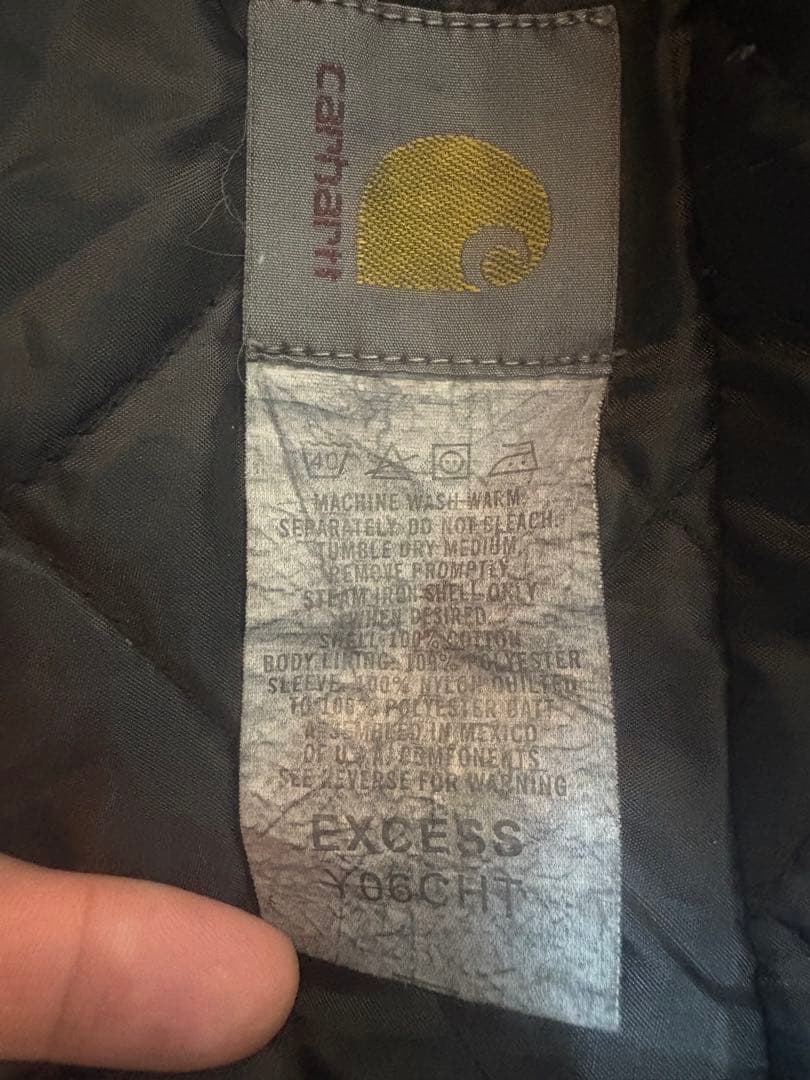 carhartt
40
MACHINE WASH WARM
SEPARATELY. DO NOT BLEACH.
TUMBLE DRY MEDIUM.
REMOVE PROMPTLY.
STEAM IRON SHELL ONLY
WHEN DESIRED.
SHELL: 100% COTTON
BODY LINING: 100% POLYESTER
SLEEVE 100% NYLON QUILTED
TO 100% POLYESTER BATT
ASSEMBLED IN MEXICO
OF U.S. COMPONENTS
SEE REVERSE FOR WARNING
EXCESS
Y06CHT